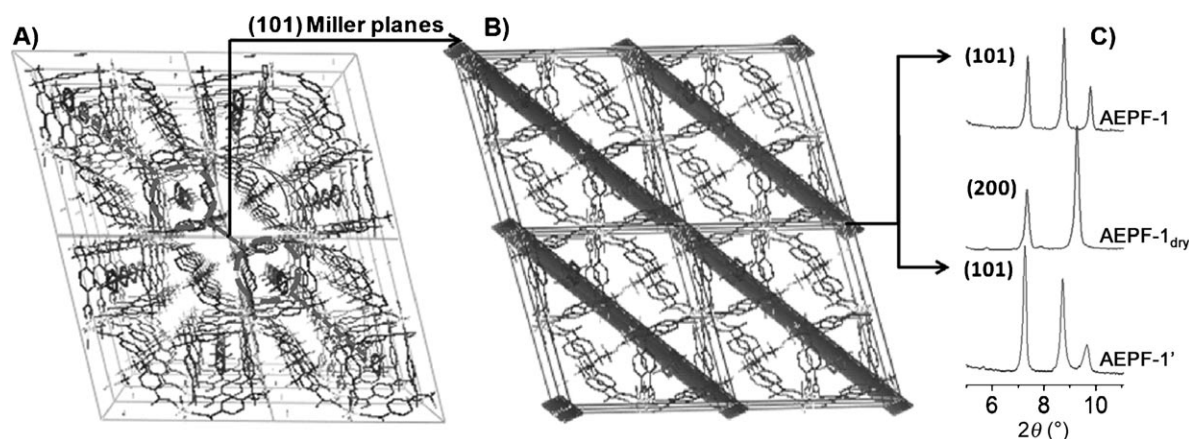 A)
(101) Miller planes
B)
C)
(101)
AEPF-1
(200)
AEPF-1dry
(101)
AEPF-1’
6 8 10
2θ (°)